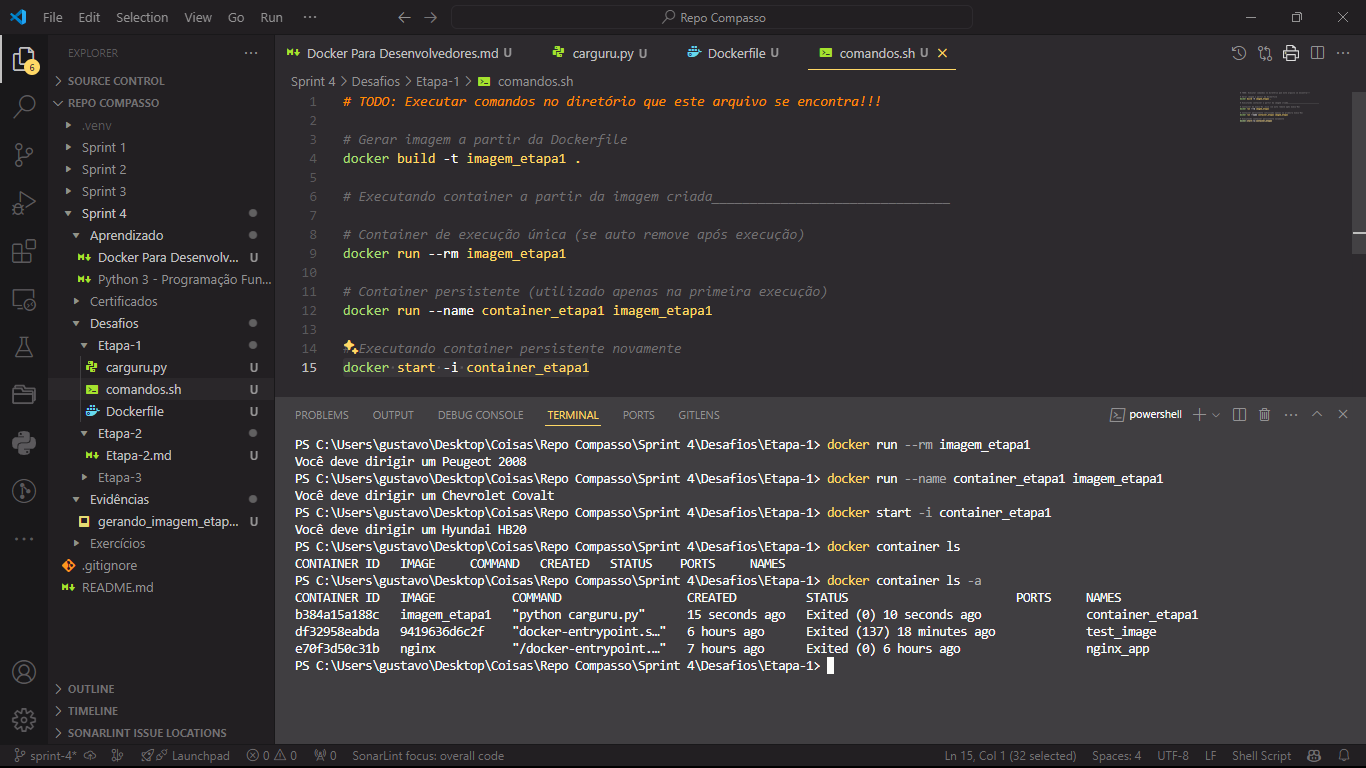 File Edit Selection View Go Run ··· Repo Compasso
EXPLORER ···
SOURCE CONTROL
REPO COMPASSO
.venv
Sprint 1
Sprint 2
Sprint 3
Sprint 4
Aprendizado
Docker Para Desenvolv... U
Python 3 - Programação Fun...
Certificados
Desafios
Etapa-1
carguru.py U
comandos.sh U
Dockerfile U
Etapa-2
Etapa-2.md U
Etapa-3
Evidências
gerando_imagem_etap... U
Exercícios
.gitignore
README.md
OUTLINE
TIMELINE
SONARLINT ISSUE LOCATIONS
6
Docker Para Desenvolvedores.md U carguru.py U Dockerfile U comandos.sh U
Sprint 4 > Desafios > Etapa-1 > comandos.sh
1 # TODO: Executar comandos no diretório que este arquivo se encontra!!!
2
3 # Gerar imagem a partir da Dockerfile
4 docker build -t imagem_etapa1 .
5
6 # Executando container a partir da imagem criada_______________________________
7
8 # Container de execução única (se auto remove após execução)
9 docker run --rm imagem_etapa1
10
11 # Container persistente (utilizado apenas na primeira execução)
12 docker run --name container_etapa1 imagem_etapa1
13
14 # Executando container persistente novamente
15 docker start -i container_etapa1
PROBLEMS OUTPUT DEBUG CONSOLE TERMINAL PORTS GITLENS powershell
PS C:\Users\gustavo\Desktop\Coisas\Repo Compasso\Sprint 4\Desafios\Etapa-1> docker run --rm imagem_etapa1
Você deve dirigir um Peugeot 2008
PS C:\Users\gustavo\Desktop\Coisas\Repo Compasso\Sprint 4\Desafios\Etapa-1> docker run --name container_etapa1 imagem_etapa1
Você deve dirigir um Chevrolet Covalt
PS C:\Users\gustavo\Desktop\Coisas\Repo Compasso\Sprint 4\Desafios\Etapa-1> docker start -i container_etapa1
Você deve dirigir um Hyundai HB20
PS C:\Users\gustavo\Desktop\Coisas\Repo Compasso\Sprint 4\Desafios\Etapa-1> docker container ls
CONTAINER ID IMAGE COMMAND CREATED STATUS PORTS NAMES
PS C:\Users\gustavo\Desktop\Coisas\Repo Compasso\Sprint 4\Desafios\Etapa-1> docker container ls -a
CONTAINER ID IMAGE COMMAND CREATED STATUS PORTS NAMES
b384a15a188c imagem_etapa1 "python carguru.py" 15 seconds ago Exited (0) 10 seconds ago container_etapa1
df32958eabda 9419636d6c2f "docker-entrypoint.s…" 6 hours ago Exited (137) 18 minutes ago test_image
e70f3d50c31b nginx "/docker-entrypoint.…" 7 hours ago Exited (0) 6 hours ago nginx_app
PS C:\Users\gustavo\Desktop\Coisas\Repo Compasso\Sprint 4\Desafios\Etapa-1>
sprint-4* Launchpad 0 0 0 SonarLint focus: overall code Ln 15, Col 1 (32 selected) Spaces: 4 UTF-8 LF Shell Script